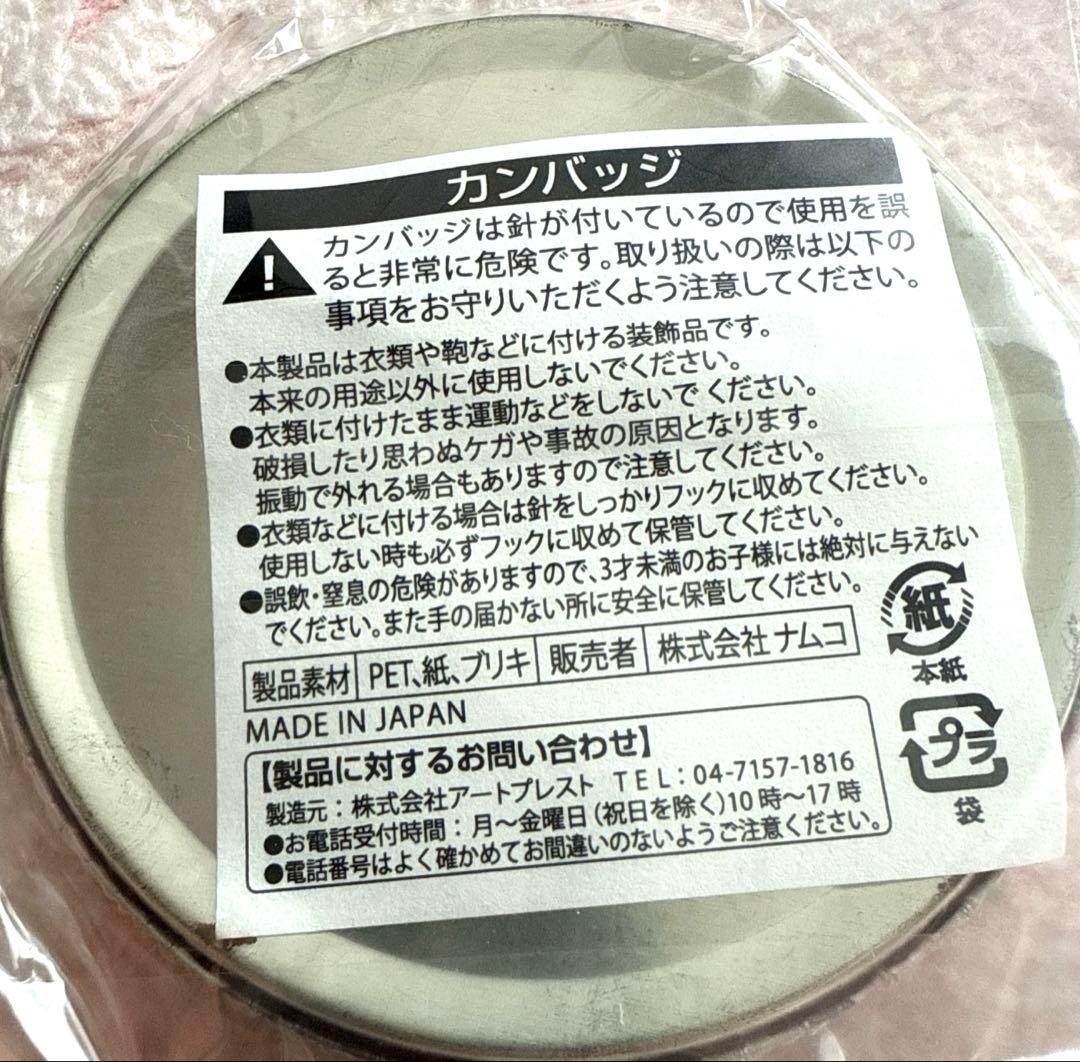 カンバッジ
!
カンバッジは針が付いているので使用を誤
ると非常に危険です。取り扱いの際は以下の
事項をお守りいただくよう注意してください。
●本製品は衣類や鞄などに付ける装飾品です。
本来の用途以外に使用しないでください。
●衣類に付けたまま運動などをしないで ください。
破損したり思わぬケガや事故の原因となります。
振動で外れる場合もありますので注意してください。
●衣類などに付ける場合は針をしっかりフックに収めてください。
使用しない時も必ずフックに収めて保管してください。
●誤飲・窒息の危険がありますので、3才未満のお子様には絶対に与えない
でください。また手の届かない所に安全に保管してください。
製品素材 PET、紙、ブリキ 販売者 株式会社 ナムコ
MADE IN JAPAN
【製品に対するお問い合わせ】
製造元：株式会社アートプレスト TEL：04-7157-1816
●お電話受付時間：月～金曜日（祝日を除く）10時～17時
●電話番号はよく確かめてお間違いのないようご注意ください。
紙
本紙
プラ
袋